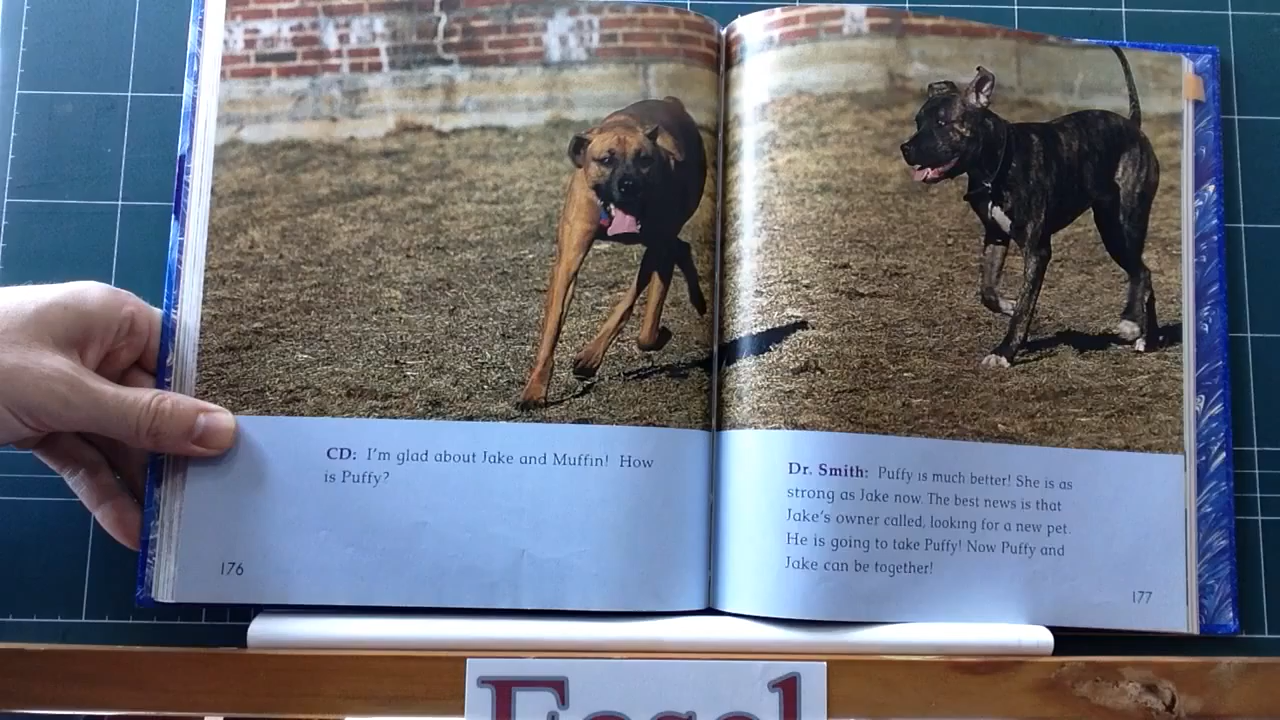 CD: I'm glad about Jake and Muffin! How
is Puffy?
176
Dr. Smith: Puffy is much better! She is as
strong as Jake now. The best news is that
Jake's owner called, looking for a new pet.
He is going to take Puffy! Now Puffy and
Jake can be together!
177